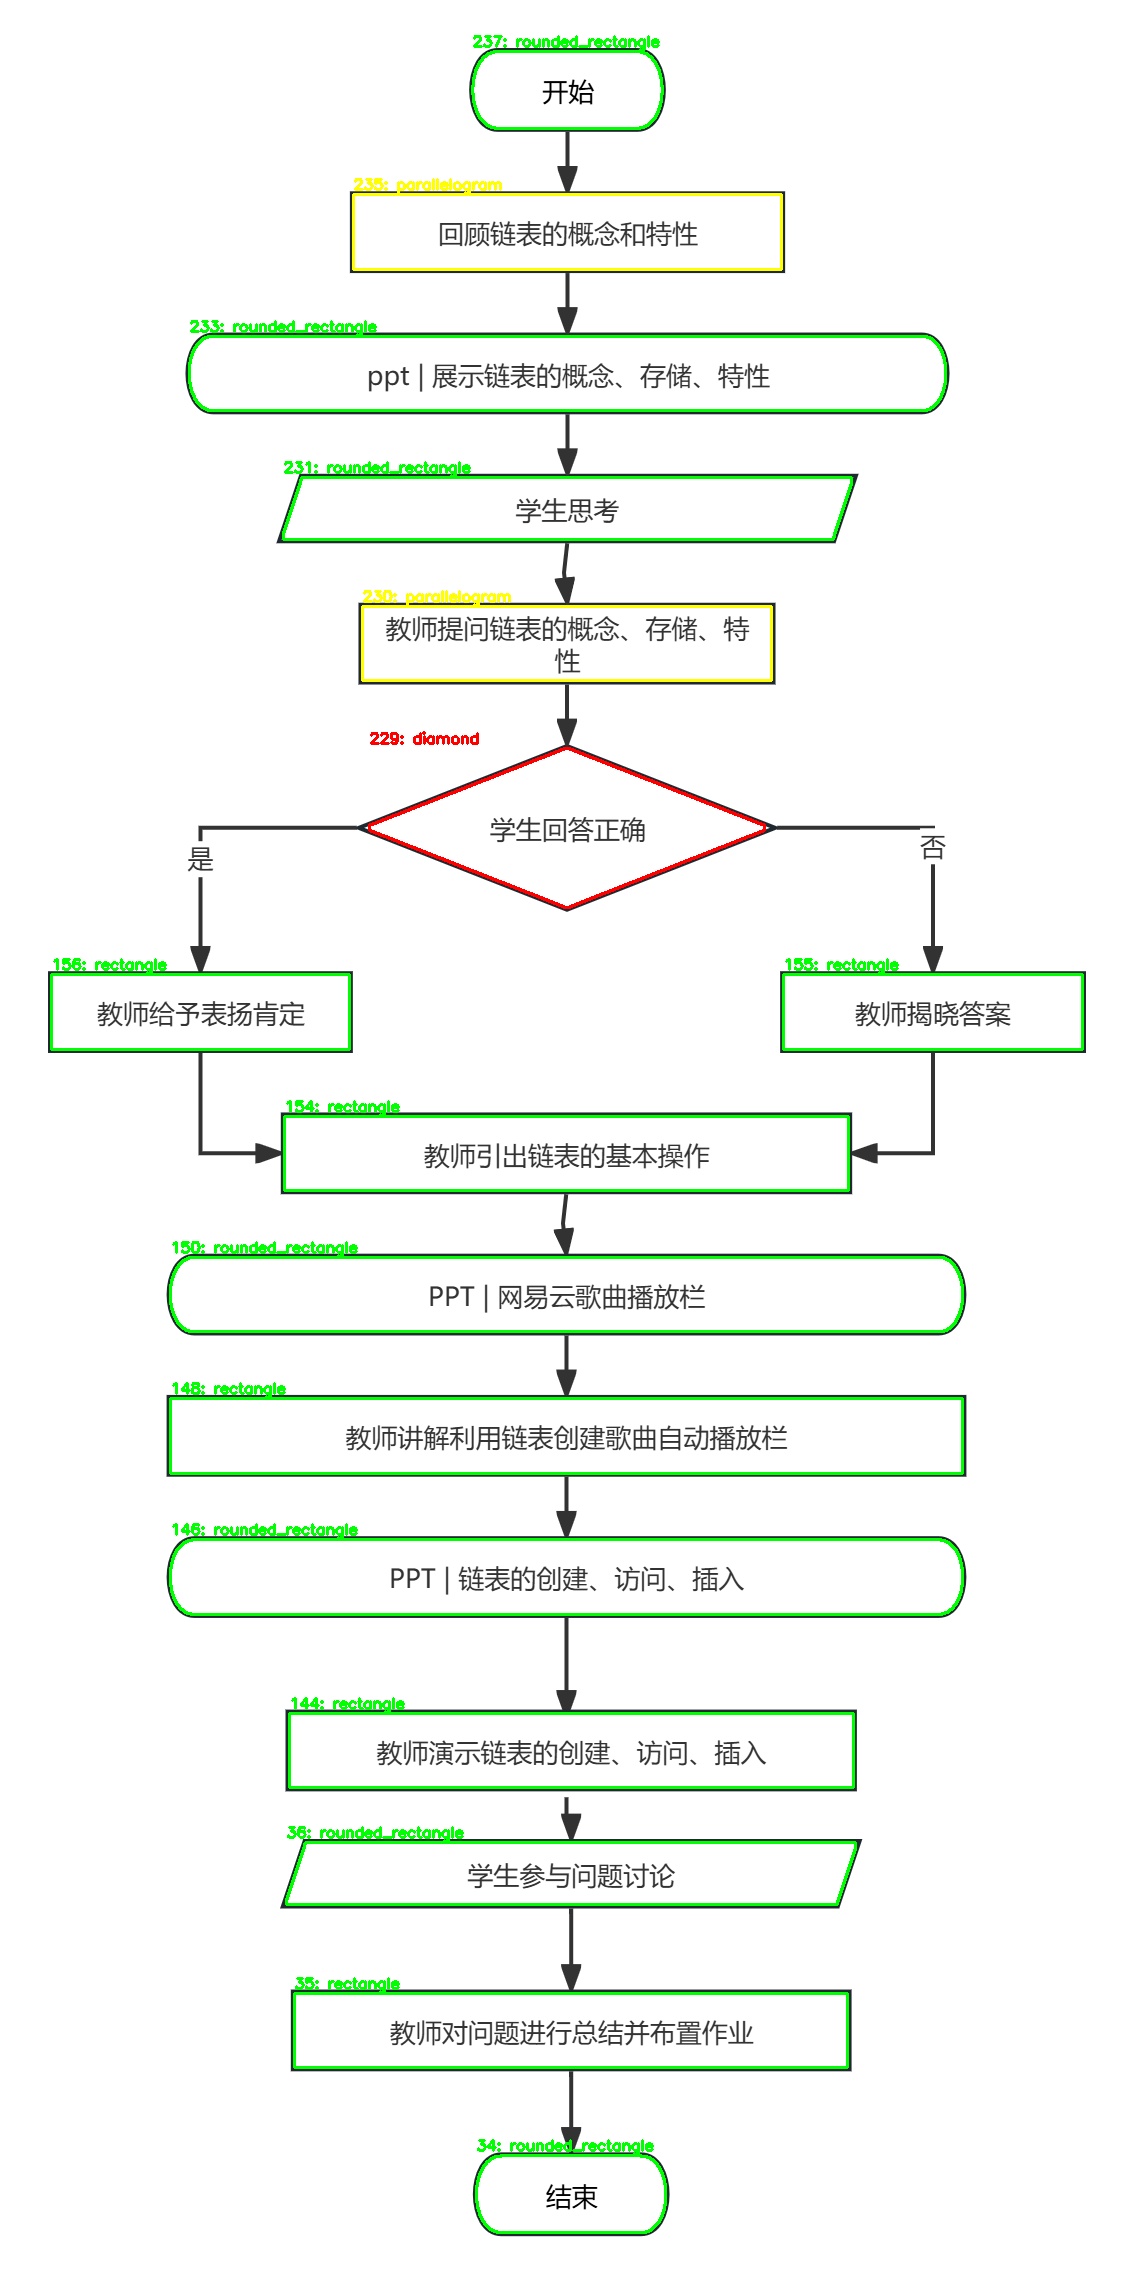 237: rounded_rectangle
开始
235: parallelogram
回顾链表的概念和特性
233: rounded_rectangle
ppt | 展示链表的概念、存储、特性
231: rounded_rectangle
学生思考
230: parallelogram
教师提问链表的概念、存储、特
性
229: diamond
学生回答正确
是
否
156: rectangle
教师给予表扬肯定
155: rectangle
教师揭晓答案
154: rectangle
教师引出链表的基本操作
150: rounded_rectangle
PPT | 网易云歌曲播放栏
148: rectangle
教师讲解利用链表创建歌曲自动播放栏
146: rounded_rectangle
PPT | 链表的创建、访问、插入
144: rectangle
教师演示链表的创建、访问、插入
36: rounded_rectangle
学生参与问题讨论
35: rectangle
教师对问题进行总结并布置作业
34: rounded_rectangle
结束